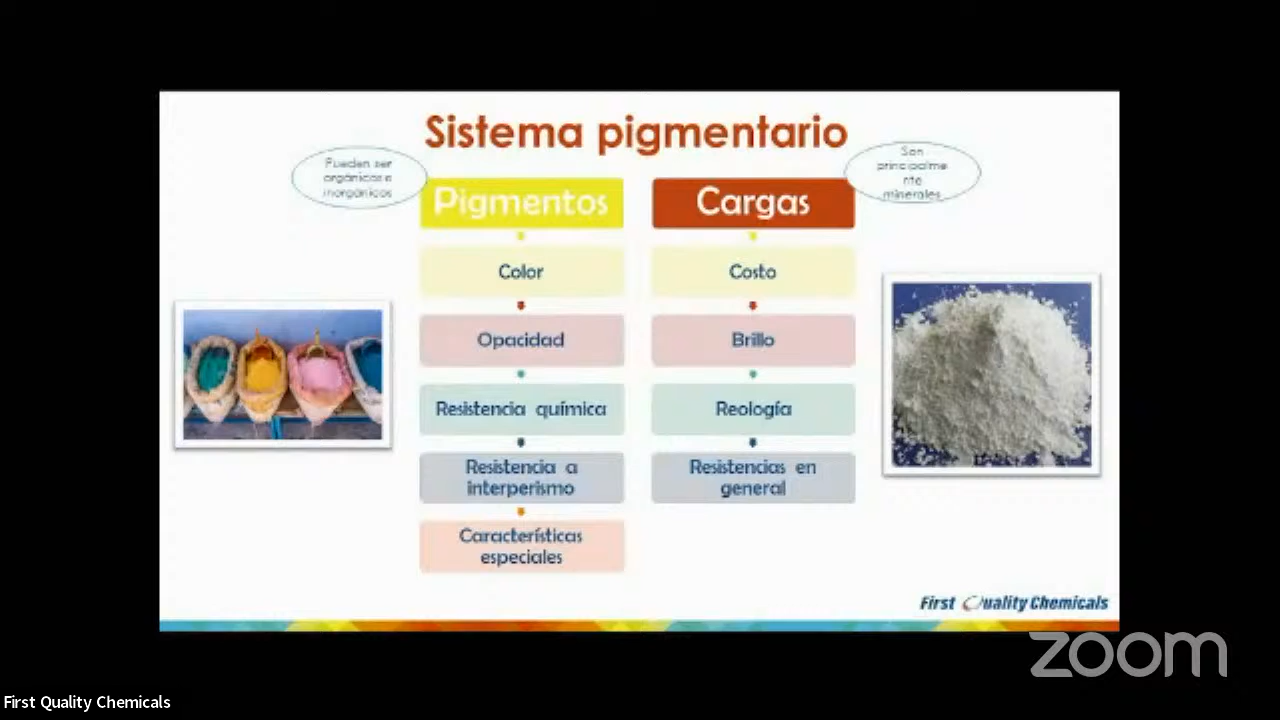 Sistema pigmentario
Pueden ser
orgánicos e
inorgánicos
Son
principalme
nte
minerales
Pigmentos
Cargas
Color
Opacidad
Resistencia química
Resistencia a
interperismo
Características
especiales
Costo
Brillo
Reología
Resistencias en
general
First Quality Chemicals
zoom
First Quality Chemicals